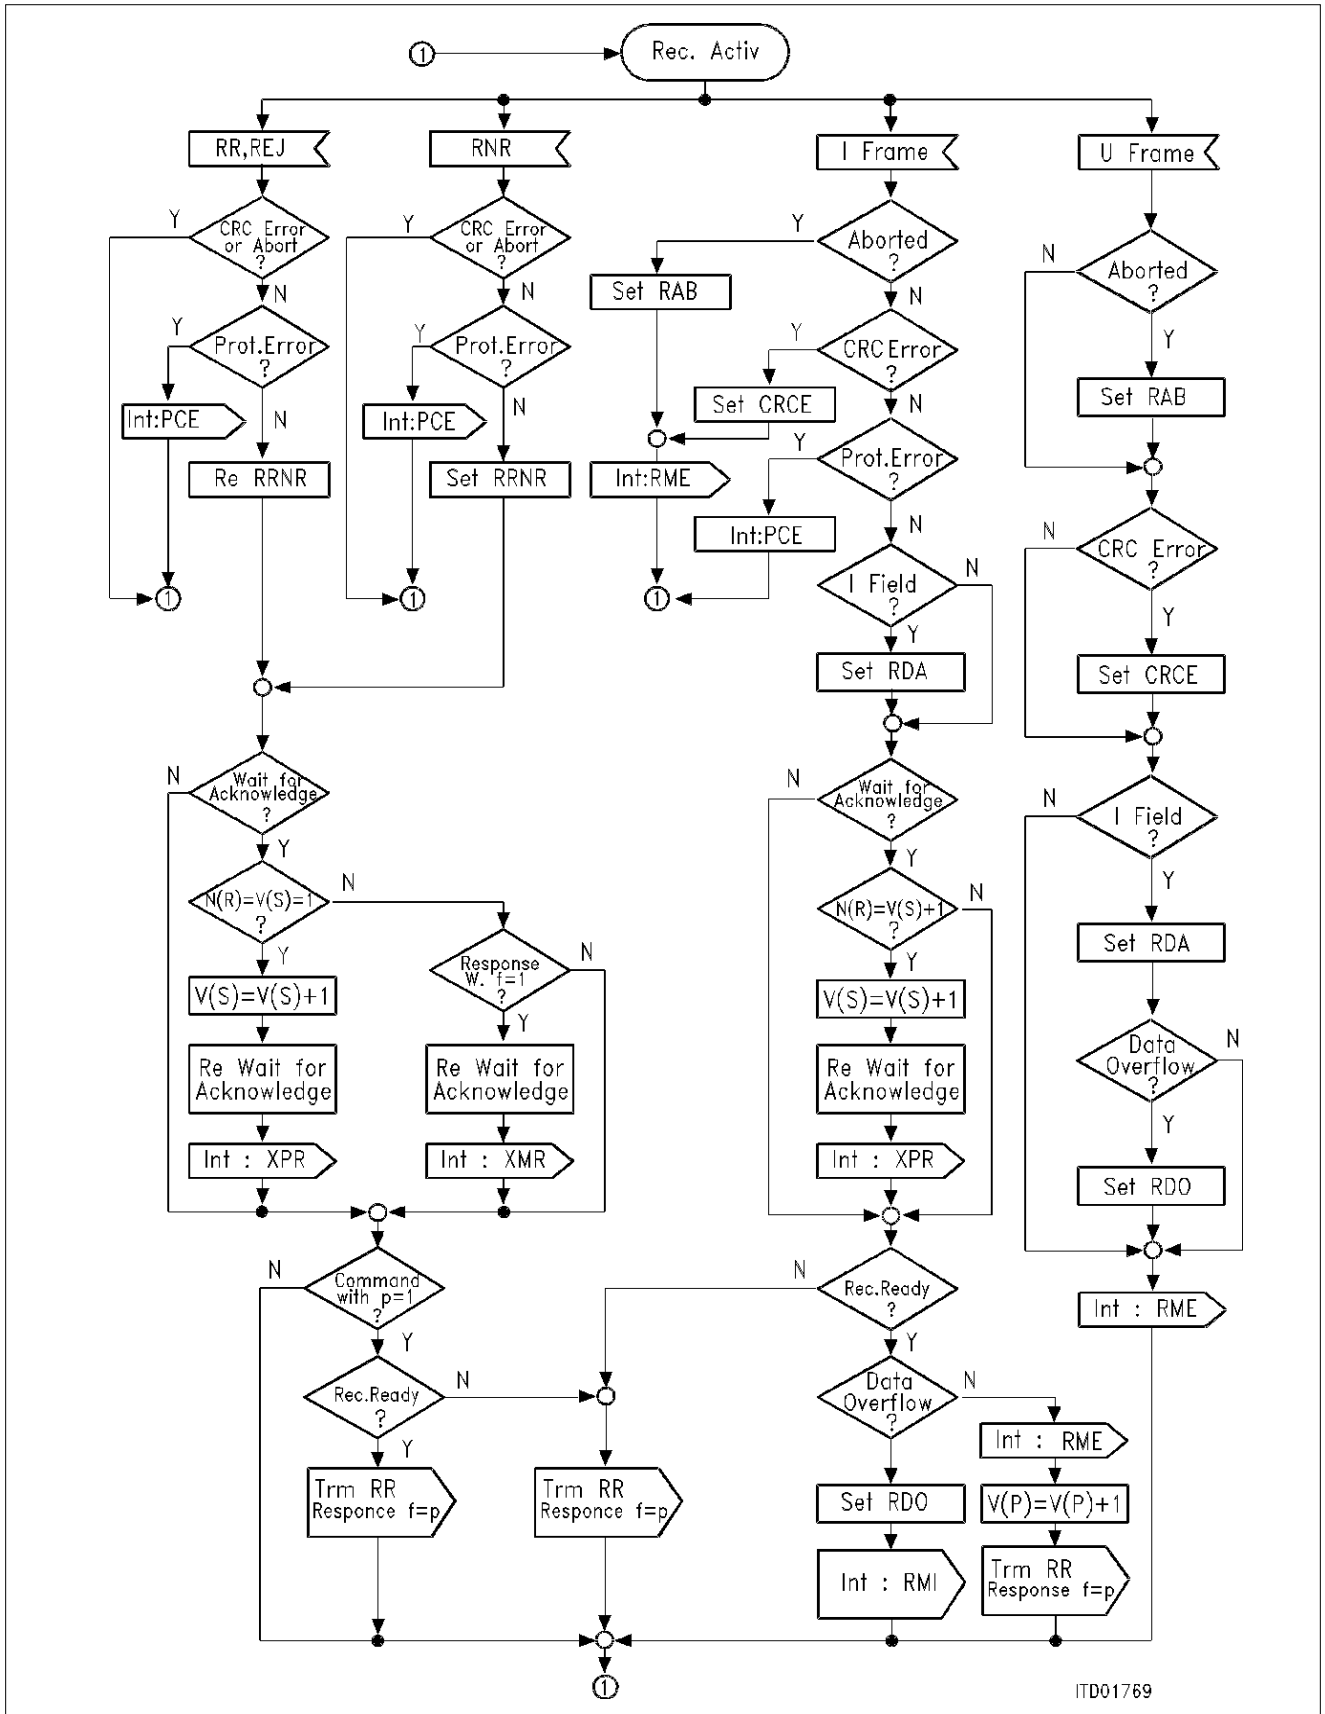 1
Rec. Activ
RR,REJ
RNR
I Frame
U Frame
Y
CRC Error
or Abort
?
N
Y
CRC Error
or Abort
?
N
Y
Aborted
?
N
N
Aborted
?
Y
Set RAB
Set RAB
Y
Prot.Error
?
N
Y
Prot.Error
?
N
Y
CRC Error
?
N
Set CRCE
Int:PCE
Int:PCE
Y
Prot.Error
?
N
Re RRNR
Set RRNR
Int:RME
Int:PCE
N
CRC Error
?
Y
1
1
1
I Field
?
N
Y
Set RDA
Set CRCE
N
Wait for
Acknowledge
?
Y
N
Wait for
Acknowledge
?
Y
N
I Field
?
Y
N(R)=V(S)=1
?
N
Y
N(R)=V(S)+1
?
N
Y
Set RDA
Response
W. f=1
?
N
Y
V(S)=V(S)+1
V(S)=V(S)+1
Data
Overflow
?
N
Y
Re Wait for
Acknowledge
Re Wait for
Acknowledge
Re Wait for
Acknowledge
Int : XPR
Int : XMR
Int : XPR
Set RDO
N
Command
with p=1
?
Y
N
Rec.Ready
?
Y
Int : RME
Rec.Ready
?
N
Y
Data
Overflow
?
N
Int : RME
Trm RR
Responce f=p
Trm RR
Responce f=p
Set RDO
V(P)=V(P)+1
Int : RMI
Trm RR
Response f=p
1
ITD01769